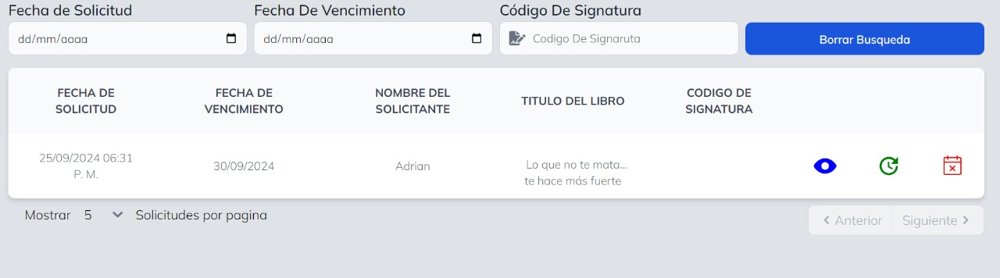 Fecha de Solicitud
Fecha De Vencimiento
Código De Signatura
dd/mm/aaaa
dd/mm/aaaa
Codigo De Signaruta
Borrar Busqueda
FECHA DE
SOLICITUD
FECHA DE
VENCIMIENTO
NOMBRE DEL
SOLICITANTE
TITULO DEL LIBRO
CODIGO DE
SIGNATURA
25/09/2024 06:31
P. M.
30/09/2024
Adrian
Lo que no te mata...
te hace más fuerte
Mostrar 5 Solicitudes por pagina
Anterior
Siguiente